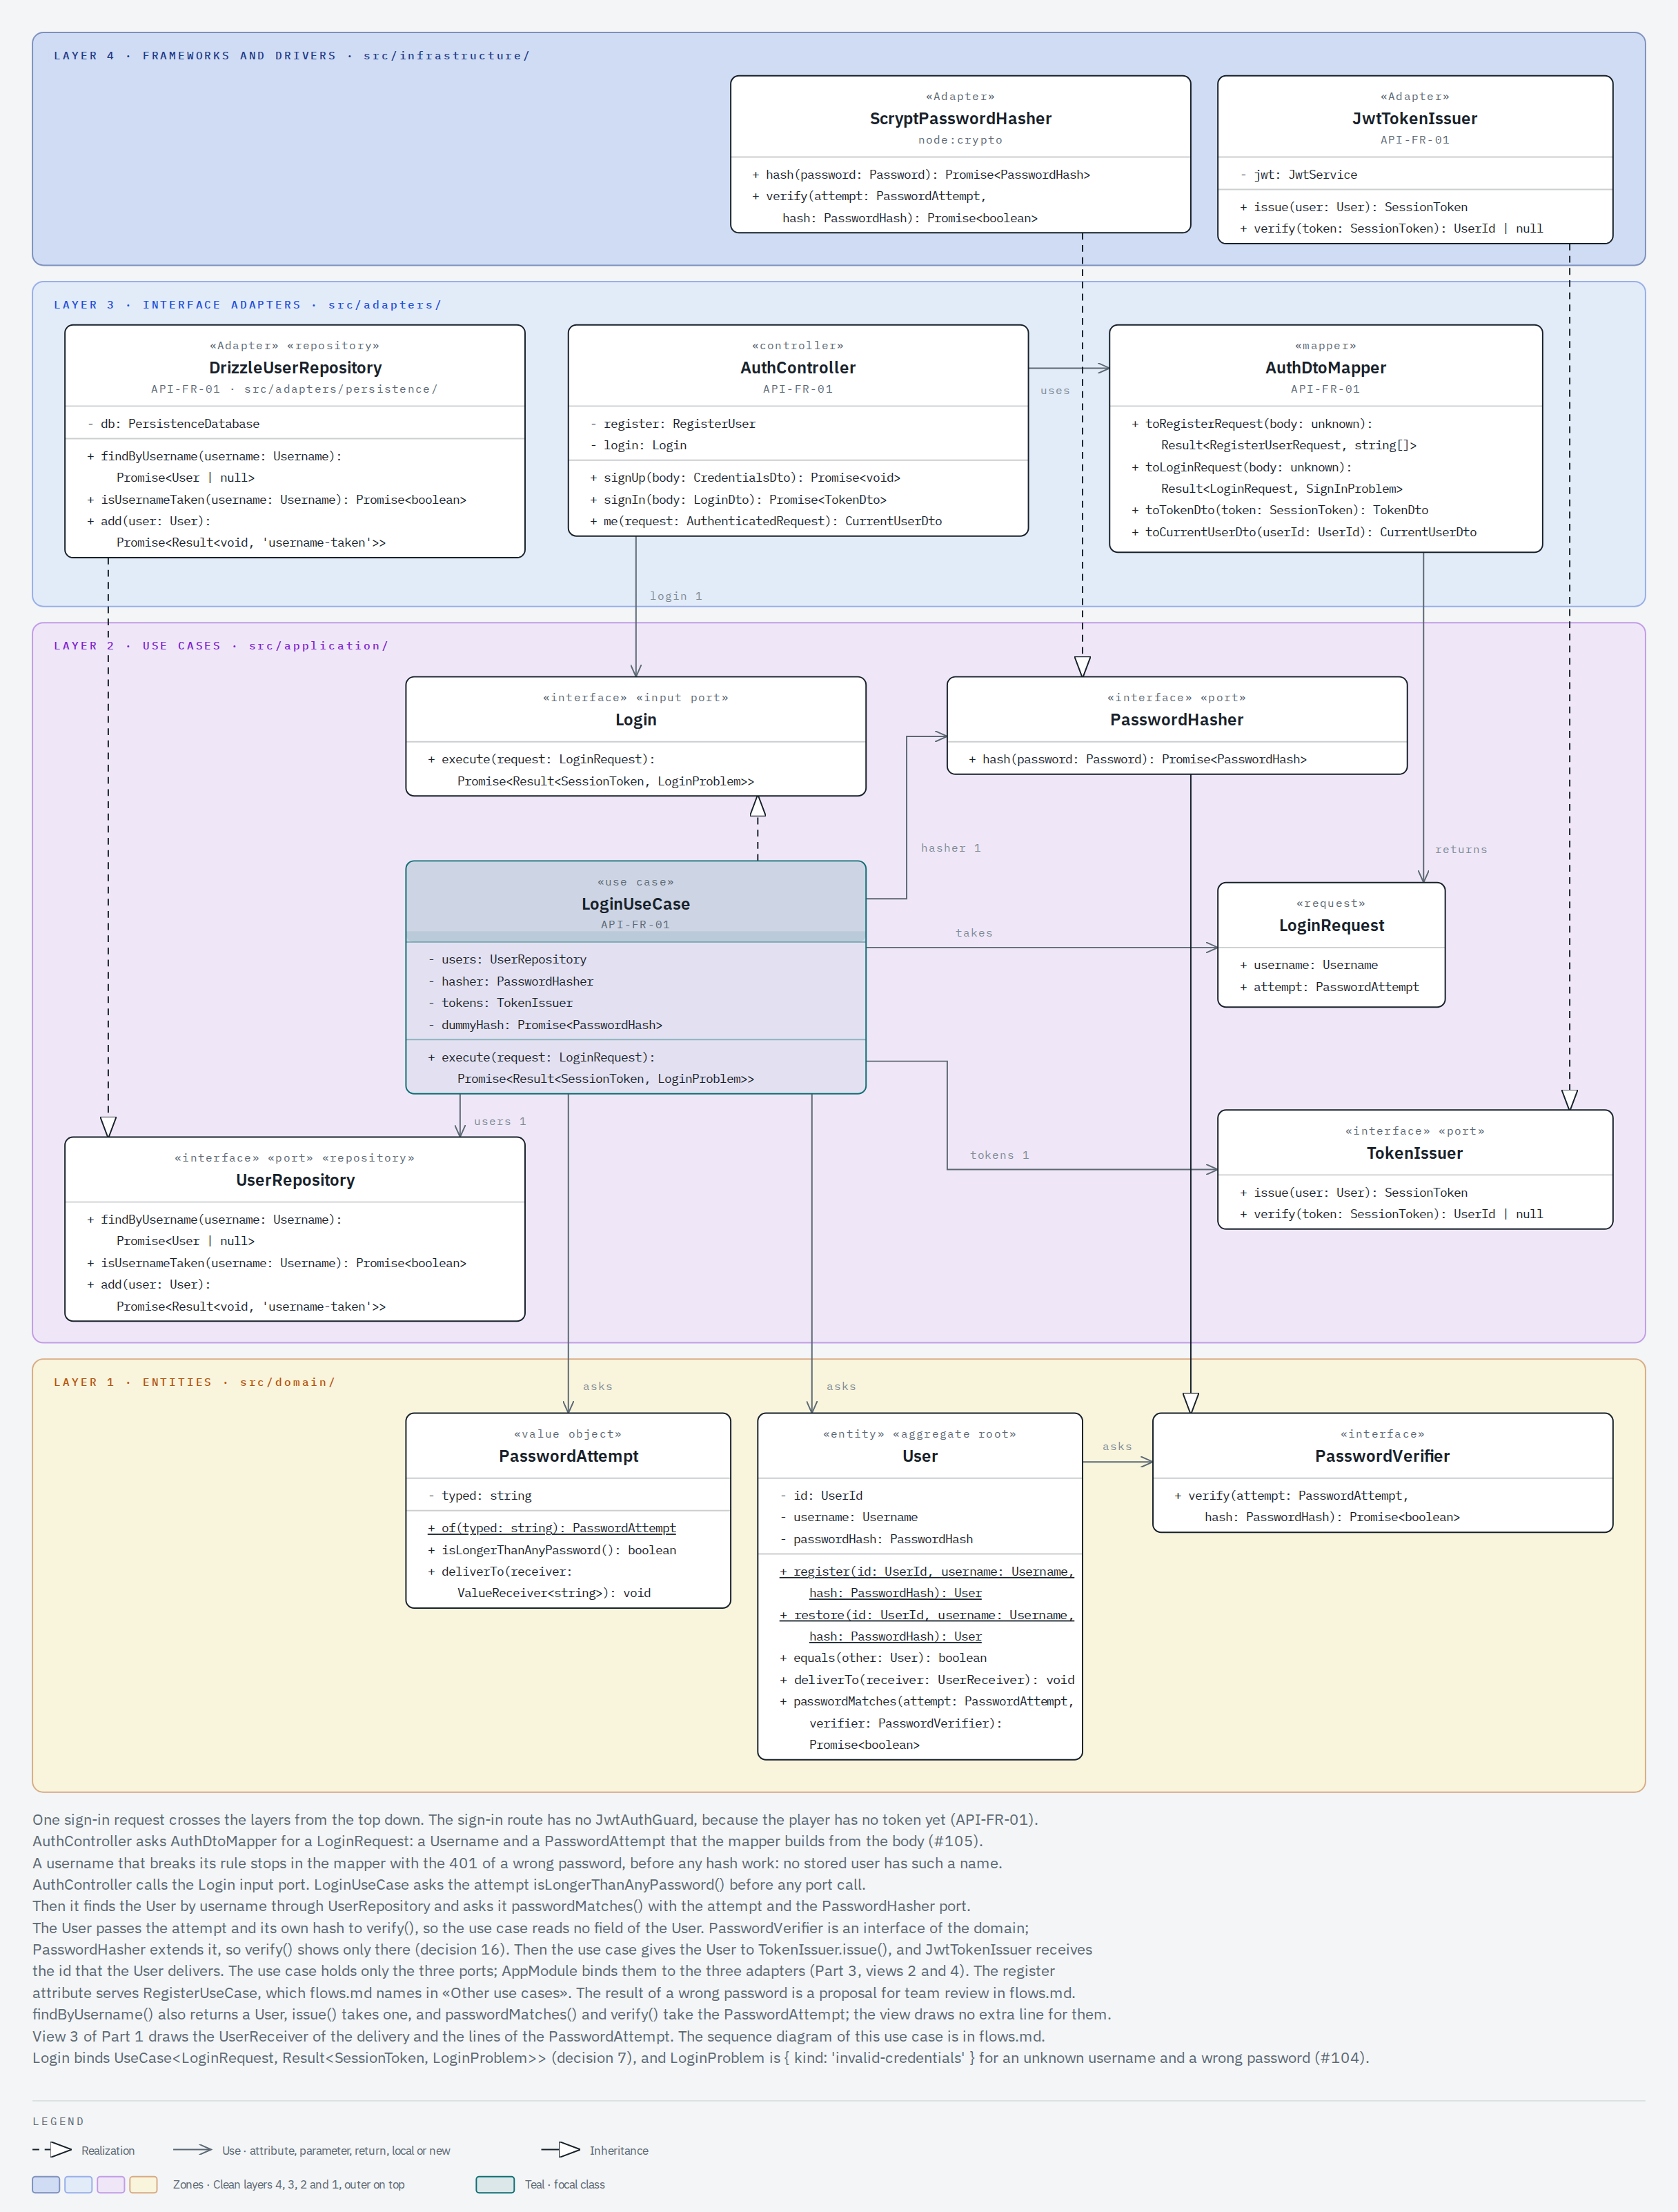 LAYER 4 · FRAMEWORKS AND DRIVERS · src/infrastructure/
«Adapter»
ScryptPasswordHasher
node:crypto
+ hash(password: Password): Promise<PasswordHash>
+ verify(attempt: PasswordAttempt,
hash: PasswordHash): Promise<boolean>
«Adapter»
JwtTokenIssuer
API-FR-01
- jwt: JwtService
+ issue(user: User): SessionToken
+ verify(token: SessionToken): UserId | null
LAYER 3 · INTERFACE ADAPTERS · src/adapters/
«Adapter» «repository»
DrizzleUserRepository
API-FR-01 · src/adapters/persistence/
- db: PersistenceDatabase
+ findByUsername(username: Username):
Promise<User | null>
+ isUsernameTaken(username: Username): Promise<boolean>
+ add(user: User):
Promise<Result<void, 'username-taken'>>
«controller»
AuthController
API-FR-01
- register: RegisterUser
- login: Login
+ signUp(body: CredentialsDto): Promise<void>
+ signIn(body: LoginDto): Promise<TokenDto>
+ me(request: AuthenticatedRequest): CurrentUserDto
uses
«mapper»
AuthDtoMapper
API-FR-01
+ toRegisterRequest(body: unknown):
Result<RegisterUserRequest, string[]>
+ toLoginRequest(body: unknown):
Result<LoginRequest, SignInProblem>
+ toTokenDto(token: SessionToken): TokenDto
+ toCurrentUserDto(userId: UserId): CurrentUserDto
login 1
LAYER 2 · USE CASES · src/application/
«interface» «input port»
Login
+ execute(request: LoginRequest):
Promise<Result<SessionToken, LoginProblem>>
«interface» «port»
PasswordHasher
+ hash(password: Password): Promise<PasswordHash>
hasher 1
returns
«use case»
LoginUseCase
API-FR-01
- users: UserRepository
- hasher: PasswordHasher
- tokens: TokenIssuer
- dummyHash: Promise<PasswordHash>
+ execute(request: LoginRequest):
Promise<Result<SessionToken, LoginProblem>>
takes
«request»
LoginRequest
+ username: Username
+ attempt: PasswordAttempt
users 1
tokens 1
«interface» «port» «repository»
UserRepository
+ findByUsername(username: Username):
Promise<User | null>
+ isUsernameTaken(username: Username): Promise<boolean>
+ add(user: User):
Promise<Result<void, 'username-taken'>>
«interface» «port»
TokenIssuer
+ issue(user: User): SessionToken
+ verify(token: SessionToken): UserId | null
LAYER 1 · ENTITIES · src/domain/
asks
asks
«value object»
PasswordAttempt
- typed: string
+ of(typed: string): PasswordAttempt
+ isLongerThanAnyPassword(): boolean
+ deliverTo(receiver:
ValueReceiver<string>): void
«entity» «aggregate root»
User
- id: UserId
- username: Username
- passwordHash: PasswordHash
+ register(id: UserId, username: Username,
hash: PasswordHash): User
+ restore(id: UserId, username: Username,
hash: PasswordHash): User
+ equals(other: User): boolean
+ deliverTo(receiver: UserReceiver): void
+ passwordMatches(attempt: PasswordAttempt,
verifier: PasswordVerifier):
Promise<boolean>
asks
«interface»
PasswordVerifier
+ verify(attempt: PasswordAttempt,
hash: PasswordHash): Promise<boolean>
One sign-in request crosses the layers from the top down. The sign-in route has no JwtAuthGuard, because the player has no token yet (API-FR-01).
AuthController asks AuthDtoMapper for a LoginRequest: a Username and a PasswordAttempt that the mapper builds from the body (#105).
A username that breaks its rule stops in the mapper with the 401 of a wrong password, before any hash work: no stored user has such a name.
AuthController calls the Login input port. LoginUseCase asks the attempt isLongerThanAnyPassword() before any port call.
Then it finds the User by username through UserRepository and asks it passwordMatches() with the attempt and the PasswordHasher port.
The User passes the attempt and its own hash to verify(), so the use case reads no field of the User. PasswordVerifier is an interface of the domain;
PasswordHasher extends it, so verify() shows only there (decision 16). Then the use case gives the User to TokenIssuer.issue(), and JwtTokenIssuer receives
the id that the User delivers. The use case holds only the three ports; AppModule binds them to the three adapters (Part 3, views 2 and 4). The register
attribute serves RegisterUseCase, which flows.md names in «Other use cases». The result of a wrong password is a proposal for team review in flows.md.
findByUsername() also returns a User, issue() takes one, and passwordMatches() and verify() take the PasswordAttempt; the view draws no extra line for them.
View 3 of Part 1 draws the UserReceiver of the delivery and the lines of the PasswordAttempt. The sequence diagram of this use case is in flows.md.
Login binds UseCase<LoginRequest, Result<SessionToken, LoginProblem>> (decision 7), and LoginProblem is { kind: 'invalid-credentials' } for an unknown username and a wrong password (#104).
LEGEND
Realization
Use · attribute, parameter, return, local or new
Inheritance
Zones · Clean layers 4, 3, 2 and 1, outer on top
Teal · focal class